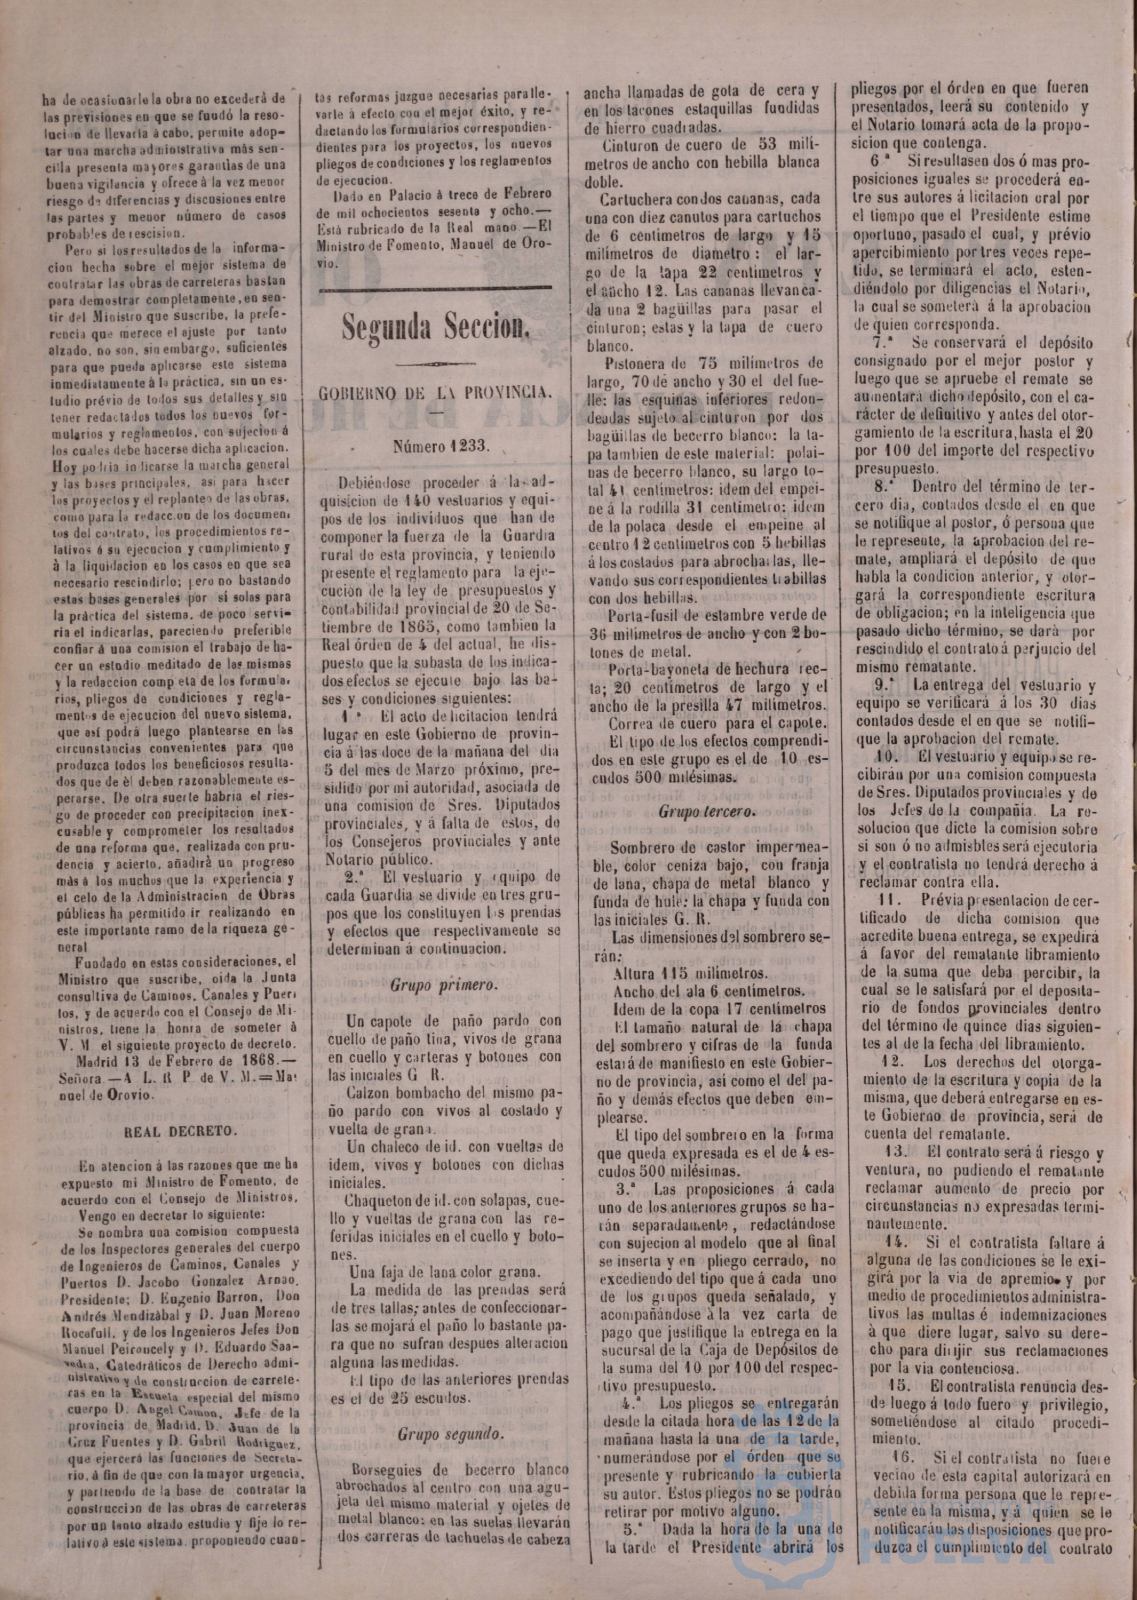 ha de ocasionarle la obra no excederá de
las previsiones en que se fundó la reso-
lucion de llevarla á cabo, permite adop-
tar una marcha administrativa más sen-
cilla presenta mayores garantias de una
buena vigilancia y ofrece á la vez menor
riesgo de diferencias y discusiones entre
las partes y menor número de casos
probables de rescision.
Pero si los resultados de la informa-
cion hecha sobre el mejor sistema de
contratar las obras de carreteras bastan
para demostrar completamente, en sen-
tir del Ministro que suscribe, la prefe-
rencia que merece el ajuste por tanto
alzado, no son, sin embargo, suficientes
para que pueda aplicarse este sistema
inmediatamente á la práctica, sin un es-
tudio prévio de todos sus detalles y sin
tener redactados todos los nuevos for-
mularios y reglamentos, con sujecion á
los cuales debe hacerse dicha aplicacion.
Hoy podria indicarse la marcha general
y las bases principales, asi para hacer
los proyectos y el replanteo de las obras,
como para la redaccion de los documen
tos del contrato, los procedimientos re-
lativos á su ejecucion y cumplimiento y
á la liquidacion en los casos en que sea
necesario rescindirlo; pero no bastando
estas bases generales por si solas para
la práctica del sistema, de poco servi-
ria el indicarlas, pareciendo preferible
confiar á una comision el trabajo de ha-
cer un estudio meditado de las mismas
y la redaccion completa de los formula-
rios, pliegos de condiciones y regla-
mentos de ejecucion del nuevo sistema,
que así podrá luego plantearse en las
circunstancias convenientes para que
produzca todos los beneficiosos resulta-
dos que de él deben razonablemente es-
perarse. De otra suerte habria el ries-
go de proceder con precipitacion inex-
cusable y comprometer los resultados
de una reforma que, realizada con pru-
dencia y acierto, añadirá un progreso
más á los muchos que la experiencia y
el celo de la Administracion de Obras
públicas ha permitido ir realizando en
este importante ramo de la riqueza ge-
neral
Fundado en estas consideraciones, el
Ministro que suscribe, oida la Junta
consultiva de Caminos, Canales y Puer
tos, y de acuerdo con el Consejo de Mi-
nistros, tiene la honra de someter á
V. M. el siguiente proyecto de decreto.
Madrid 13 de Febrero de 1868.—
Señora.—A L. R P. de V. M.=Ma-
nuel de Orovio.
REAL DECRETO.
En atencion á las razones que me ha
expuesto mi Ministro de Fomento, de
acuerdo con el Consejo de Ministros,
Vengo en decretar lo siguiente:
Se nombra una comision compuesta
de los Inspectores generales del cuerpo
de Ingenieros de Caminos, Canales y
Puertos D. Jacobo Gonzalez Arnao,
Presidente; D. Eugenio Barron, Don
Andrés Mendizábal y D. Juan Moreno
Rocafull, y de los Ingenieros Jefes Don
Manuel Peironcely y D. Eduardo Saa-
vedra, Catedráticos de Derecho admi-
nistrativo y de construccion de carrete-
ras en la Escuela especial del mismo
cuerpo D. Angel Camon, Jefe de la
provincia de Madrid, D. Juan de la
Cruz Fuentes y D. Gabril Rodriguez,
que ejercerá las funciones de Secreta-
rio, á fin de que con la mayor urgencia,
y partiendo de la base de contratar la
construccion de las obras de carreteras
por un tanto alzado estudie y fije lo re-
lativo á este sistema, proponiendo cuan-
tas reformas juzgue necesarias para lle-
varle á efecto con el mejor éxito, y re-
dactando los formularios correspondien-
dientes para los proyectos, los nuevos
pliegos de condiciones y los reglamentos
de ejecucion.
Dado en Palacio á trece de Febrero
de mil ochocientos sesenta y ocho.—
Está rubricado de la Real mano —El
Ministro de Fomento, Manuel de Oro-
vio.
Segunda Seccion.
GOBIERNO DE LA PROVINCIA.
Número 1233.
Debiéndose proceder á la ad-
quisicion de 140 vestuarios y equi-
pos de los individuos que han de
componer la fuerza de la Guardia
rural de esta provincia, y teniendo
presente el reglamento para la eje-
cución de la ley de presupuestos y
contabilidad provincial de 20 de Se-
tiembre de 1865, como tambien la
Real órden de 4 del actual, he dis-
puesto que la subasta de los indica-
dos efectos se ejecute bajo las ba-
ses y condiciones siguientes:
1.ª El acto de licitacion tendrá
lugar en este Gobierno de provin-
cia á las doce de la mañana del dia
5 del mes de Marzo próximo, pre-
sidido por mi autoridad, asociada de
una comision de Sres. Diputados
provinciales, y á falta de estos, de
los Consejeros provinciales y ante
Notario público.
2.ª El vestuario y equipo de
cada Guardia se divide en tres gru-
pos que los constituyen las prendas
y efectos que respectivamente se
determinan á continuacion.
Grupo primero.
Un capote de paño pardo con
cuello de paño tina, vivos de grana
en cuello y carteras y botones con
las iniciales G R.
Calzon bombacho del mismo pa-
ño pardo con vivos al costado y
vuelta de grana.
Un chaleco de id. con vueltas de
idem, vivos y botones con dichas
iniciales.
Chaqueton de id. con solapas, cue-
llo y vueltas de grana con las re-
feridas iniciales en el cuello y boto-
nes.
Una faja de lana color grana.
La medida de las prendas será
de tres tallas; antes de confeccionar-
las se mojará el paño lo bastante pa-
ra que no sufran despues alteracion
alguna las medidas.
El tipo de las anteriores prendas
es el de 25 escudos.
Grupo segundo.
Borseguies de becerro blanco
abrochados al centro con una agu-
jeta del mismo material y ojetes de
metal blanco: en las suelas llevarán
dos carreras de tachuelas de cabeza
ancha llamadas de gota de cera y
en los tacones estaquillas fundidas
de hierro cuadradas.
Cinturon de cuero de 53 milí-
metros de ancho con hebilla blanca
doble.
Cartuchera con dos cananas, cada
una con diez canutos para cartuchos
de 6 centimetros de largo y 15
milímetros de diametro: el lar-
go de la tapa 22 centímetros y
el ancho 12. Las cananas llevan ca-
da una 2 bagüillas para pasar el
cinturon; estas y la tapa de cuero
blanco.
Pistonera de 75 milímetros de
largo, 70 de ancho y 30 el del fue-
lle: las esquinas inferiores redon-
deadas sujeto al cinturon por dos
bagüillas de becerro blanco: la ta-
pa tambien de este material: polai-
nas de becerro blanco, su largo to-
tal 41 centímetros: idem del empei-
ne á la rodilla 31 centímetro; idem
de la polaca desde el empeine al
centro 12 centímetros con 5 hebillas
á los costados para abrocharlas, lle-
vando sus correspondientes trabillas
con dos hebillas.
Porta-fusil de estambre verde de
36 milímetros de ancho y con 2 bo-
tones de metal.
Porta-bayoneta de hechura rec-
ta; 20 centímetros de largo y el
ancho de la presilla 47 milímetros.
Correa de cuero para el capote.
El tipo de los efectos comprendi-
dos en este grupo es el de 10 es-
cudos 500 milésimas.
Grupo tercero.
Sombrero de castor impermea-
ble, color ceniza bajo, con franja
de lana, chapa de metal blanco y
funda de hule: la chapa y funda con
las iniciales G. R.
Las dimensiones del sombrero se-
rán:
Altura 115 milimetros.
Ancho del ala 6 centímetros.
Idem de la copa 17 centímetros
El tamaño natural de la chapa
del sombrero y cifras de la funda
estará de manifiesto en este Gobier-
no de provincia, así como el del pa-
ño y demás efectos que deben em-
plearse.
El tipo del sombrero en la forma
que queda expresada es el de 4 es-
cudos 500 milésimas.
3.ª Las proposiciones á cada
uno de los anteriores grupos se ha-
rán separadamente, redactándose
con sujecion al modelo que al final
se inserta y en pliego cerrado, no
excediendo del tipo que á cada uno
de los grupos queda señalado, y
acompañándose á la vez carta de
pago que justifique la entrega en la
sucursal de la Caja de Depósitos de
la suma del 10 por 100 del respec-
tivo presupuesto.
4.ª Los pliegos se entregarán
desde la citada hora de las 12 de la
mañana hasta la una de la tarde,
numerándose por el órden que se
presente y rubricando la cubierta
su autor. Estos pliegos no se podrán
retirar por motivo alguno.
5.ª Dada la hora de la una de
la tarde el Presidente abrirá los
pliegos por el órden en que fueren
presentados, leerá su contenido y
el Notario tomará acta de la propo-
sicion que contenga.
6.ª Si resultasen dos ó mas pro-
posiciones iguales se procederá en-
tre sus autores á licitacion oral por
el tiempo que el Presidente estime
oportuno, pasado el cual, y prévio
apercibimiento por tres veces repe-
tido, se terminará el acto, esten-
diéndolo por diligencias el Notario,
la cual se someterá á la aprobacion
de quien corresponda.
7.ª Se conservará el depósito
consignado por el mejor postor y
luego que se apruebe el remate se
aumentará dicho depósito, con el ca-
rácter de definitivo y antes del otor-
gamiento de la escritura, hasta el 20
por 100 del importe del respectivo
presupuesto.
8.ª Dentro del término de ter-
cero dia, contados desde el en que
se notifique al postor, ó persona que
le represente, la aprobacion del re-
mate, ampliará el depósito de que
habla la condicion anterior, y otor-
gará la correspondiente escritura
de obligacion; en la inteligencia que
pasado dicho término, se dará por
rescindido el contrato á perjuicio del
mismo rematante.
9.ª La entrega del vestuario y
equipo se verificará á los 30 dias
contados desde el en que se notifi-
que la aprobacion del remate.
10. El vestuario y equipo se re-
cibirán por una comision compuesta
de Sres. Diputados provinciales y de
los Jefes de la compañia. La re-
solucion que dicte la comision sobre
si son ó no admisbles será ejecutoria
y el contratista no tendrá derecho á
reclamar contra ella.
11. Prévia presentacion de cer-
tificado de dicha comision que
acredite buena entrega, se expedirá
á favor del rematante libramiento
de la suma que deba percibir, la
cual se le satisfará por el deposita-
rio de fondos provinciales dentro
del término de quince dias siguien-
tes al de la fecha del libramiento.
12. Los derechos del otorga-
miento de la escritura y copia de la
misma, que deberá entregarse en es-
te Gobierno de provincia, será de
cuenta del rematante.
13. El contrato será á riesgo y
ventura, no pudiendo el rematante
reclamar aumento de precio por
circunstancias no expresadas termi-
nantemente.
14. Si el contratista faltare á
alguna de las condiciones se le exi-
girá por la via de apremio y por
medio de procedimientos administra-
tivos las multas é indemnizaciones
á que diere lugar, salvo su dere-
cho para dirijir sus reclamaciones
por la via contenciosa.
15. El contratista renuncia des-
de luego á todo fuero y privilegio,
sometiéndose al citado procedi-
miento.
16. Si el contratista no fuere
vecino de esta capital autorizará en
debida forma persona que le repre-
sente en la misma, y á quien se le
notificarán las disposiciones que pro-
duzca el cumplimiento del contrato
HUELVA